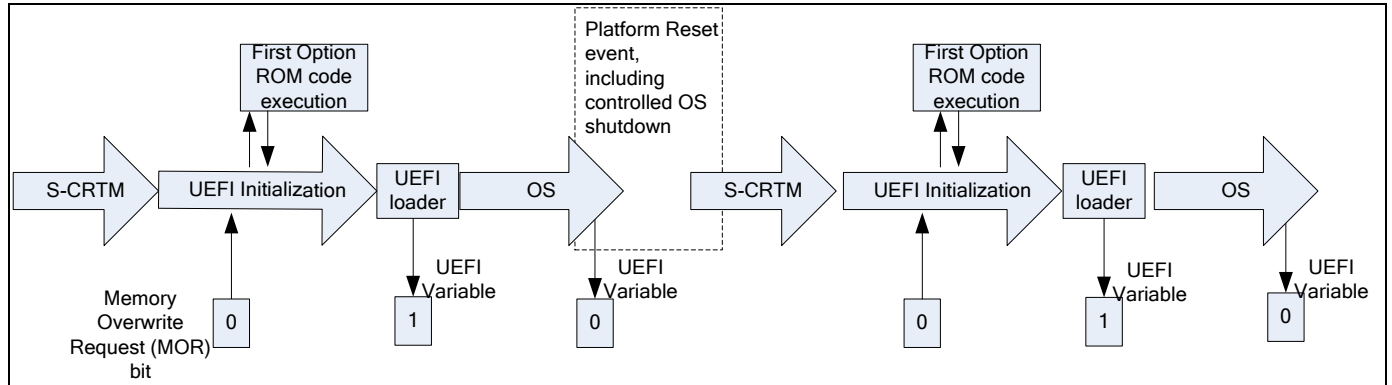 First Option
ROM code
execution
Platform Reset
event,
including
controlled OS
shutdown
First Option
ROM code
execution
S-CRTM
UEFI Initialization
UEFI
loader
OS
S-CRTM
UEFI Initialization
UEFI
loader
OS
Memory
Overwrite
Request (MOR)
bit
0
UEFI
Variable
1
UEFI
Variable
0
0
UEFI
Variable
1
UEFI
Variable
0